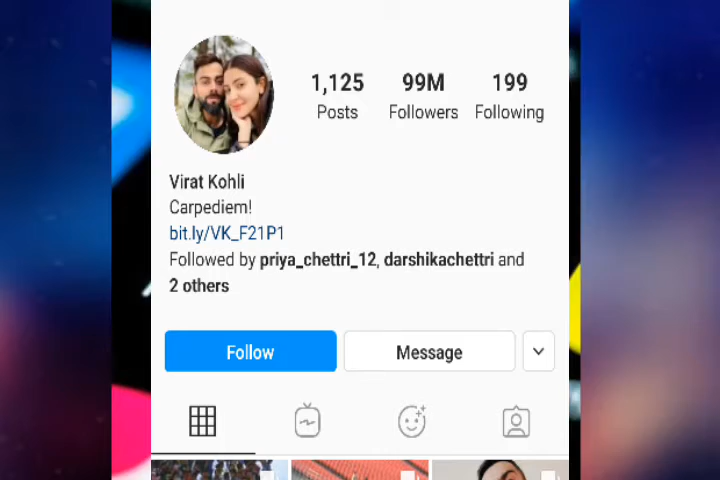 1,125 99M 199
Posts Followers Following
Virat Kohli
Carpediem!
bit.ly/VK_F21P1
Followed by priya_chettri_12, darshikachettri and
2 others
Follow Message